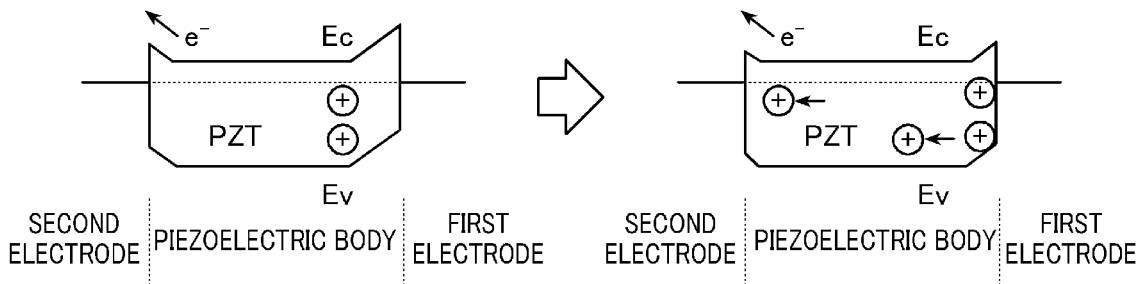 e⁻
Ec
+
PZT
+
Ev
SECOND
ELECTRODE
PIEZOELECTRIC BODY
FIRST
ELECTRODE
e⁻
Ec
+
+
PZT
+
+
Ev
SECOND
ELECTRODE
PIEZOELECTRIC BODY
FIRST
ELECTRODE